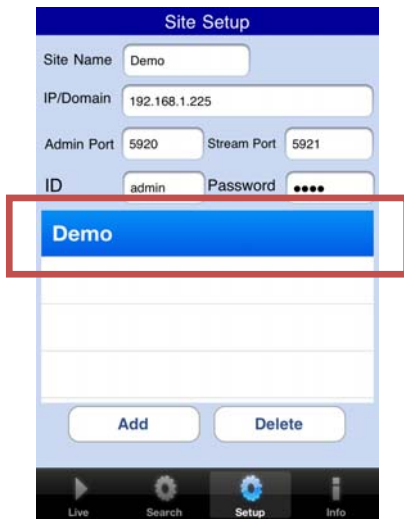 Site Setup
Site Name Demo
IP/Domain 192.168.1.225
Admin Port 5920 Stream Port 5921
ID admin Password ••••
Demo
Add Delete
Live Search Setup Info